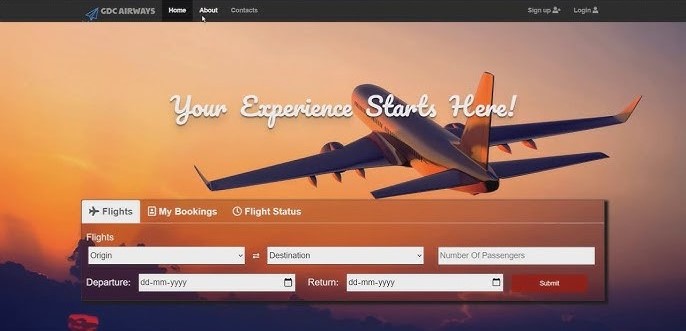 GDC AIRWAYS Home About Contacts Sign up Login
Your Experience Starts Here!
Flights My Bookings Flight Status
Flights
Origin Destination Number Of Passengers
Departure: dd-mm-yyyy Return: dd-mm-yyyy Submit